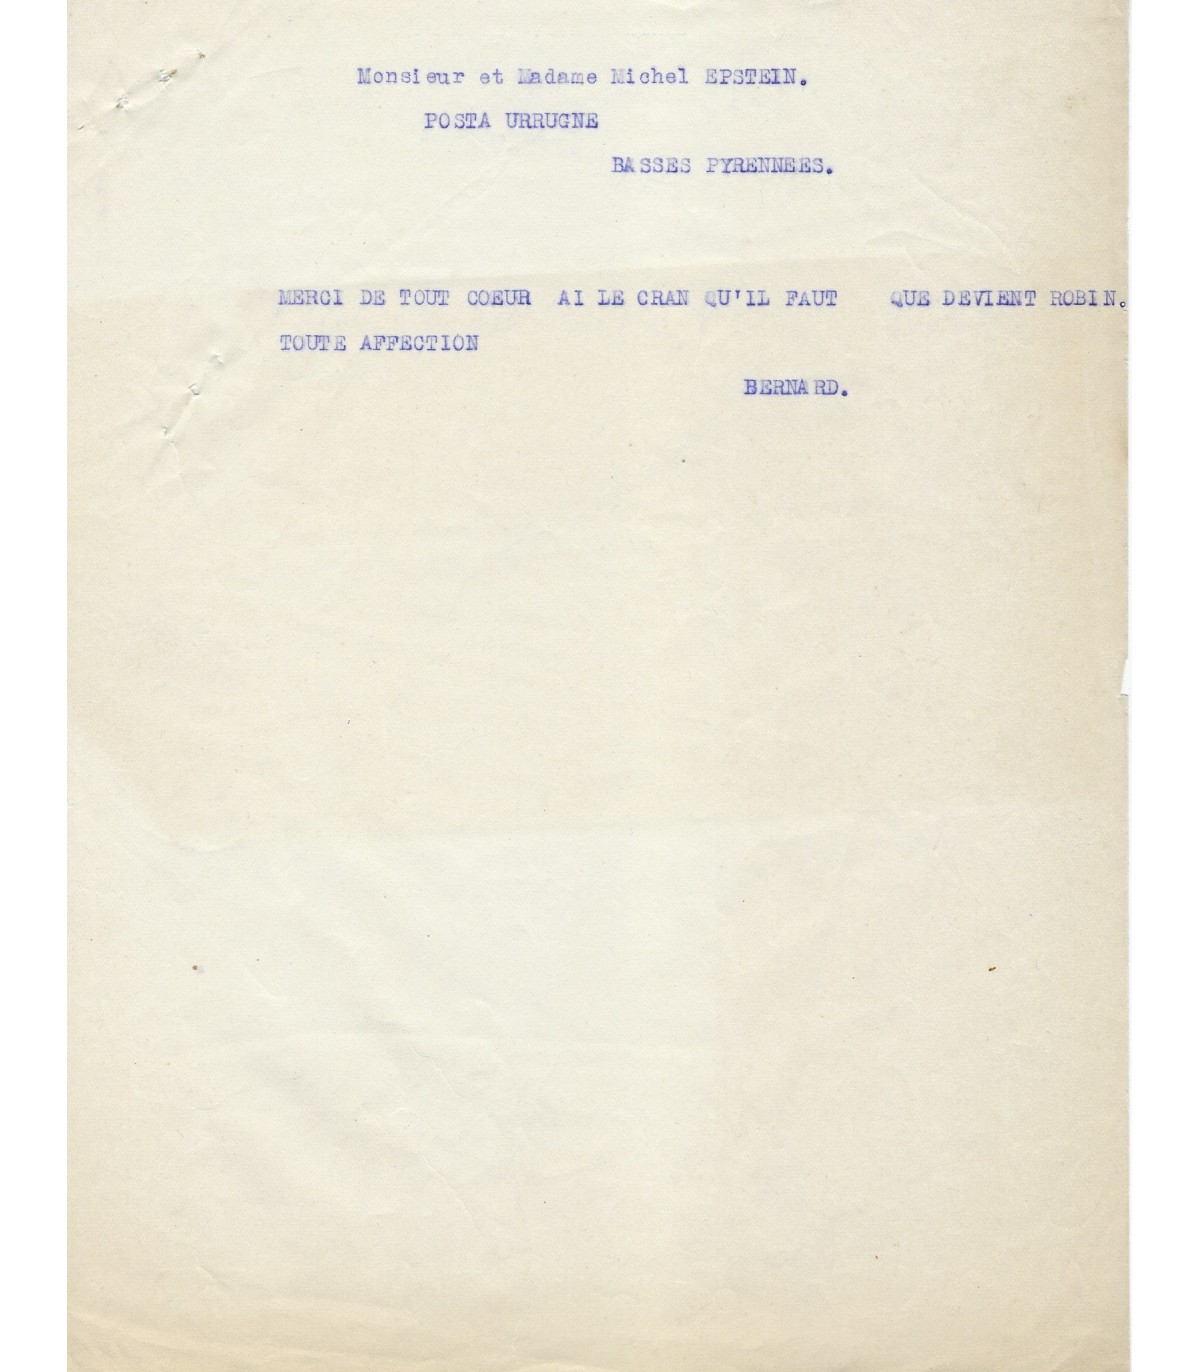 Monsieur et Madame Michel EPSTEIN.
POSTA URRUGNE
BASSES PYRENNEES.
MERCI DE TOUT COEUR AI LE CRAN QU'IL FAUT QUE DEVIENT ROBIN.
TOUTE AFFECTION
BERNARD.